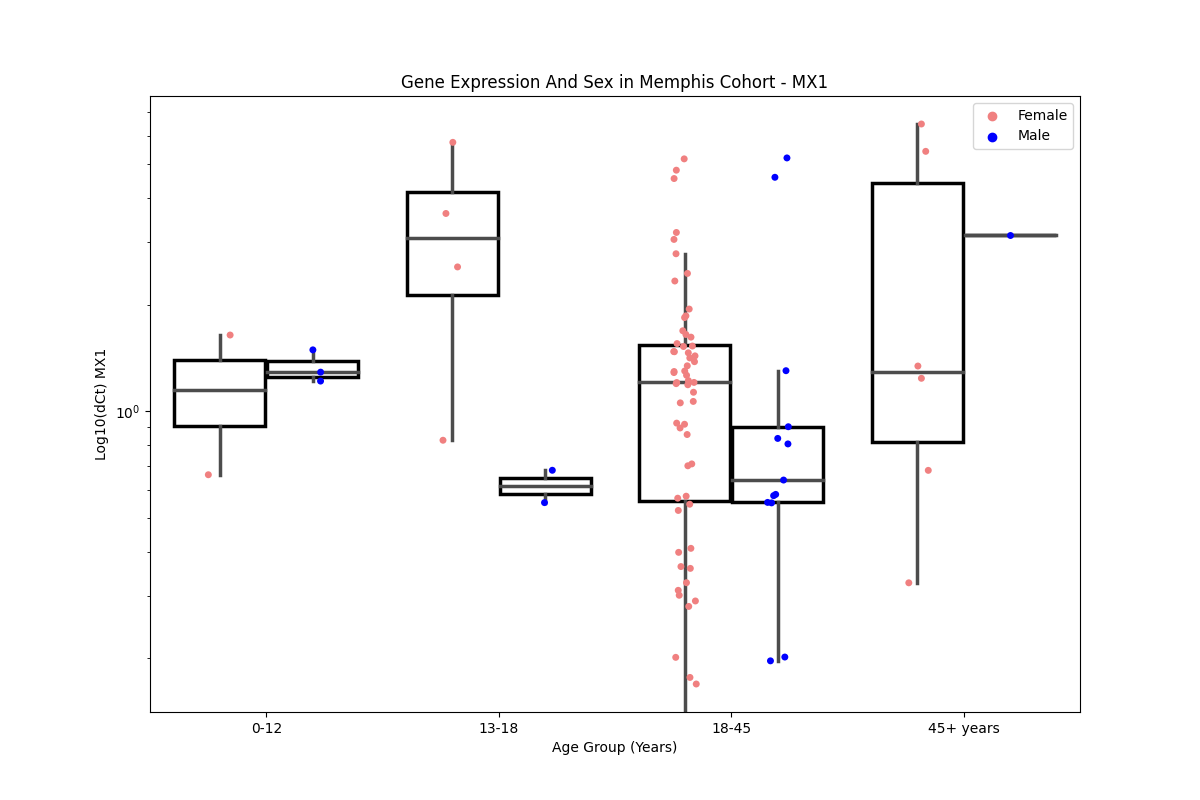 Gene Expression And Sex in Memphis Cohort - MX1
Female
Male
Log10(dCt) MX1
10⁰
0-12
13-18
18-45
45+ years
Age Group (Years)